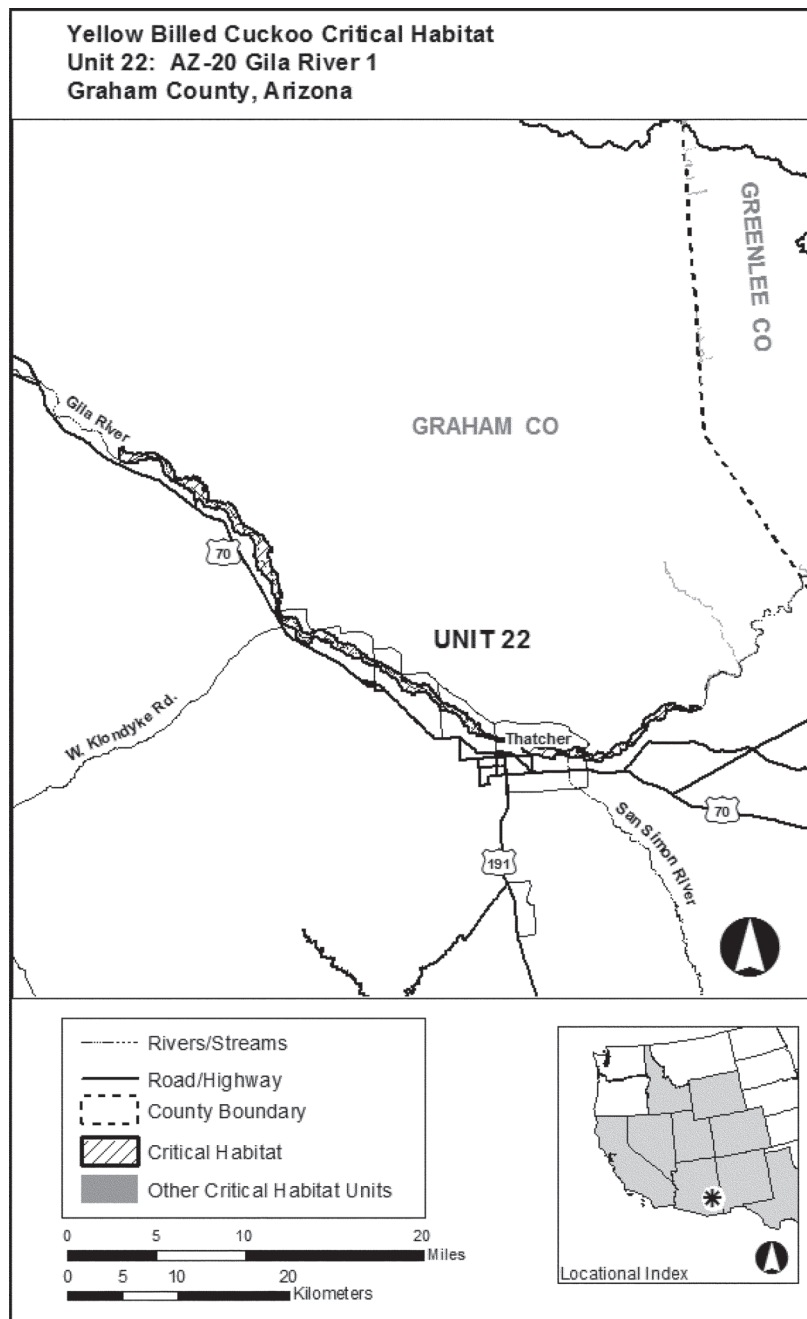 Yellow Billed Cuckoo Critical Habitat
Unit 22: AZ-20 Gila River 1
Graham County, Arizona
GREENLEE CO
Gila River
GRAHAM CO
70
UNIT 22
W. Klondyke Rd.
Thatcher
San Simon River
70
191
Rivers/Streams
Road/Highway
County Boundary
Critical Habitat
Other Critical Habitat Units
0 5 10 20
Miles
0 5 10 20
Kilometers
Locational Index